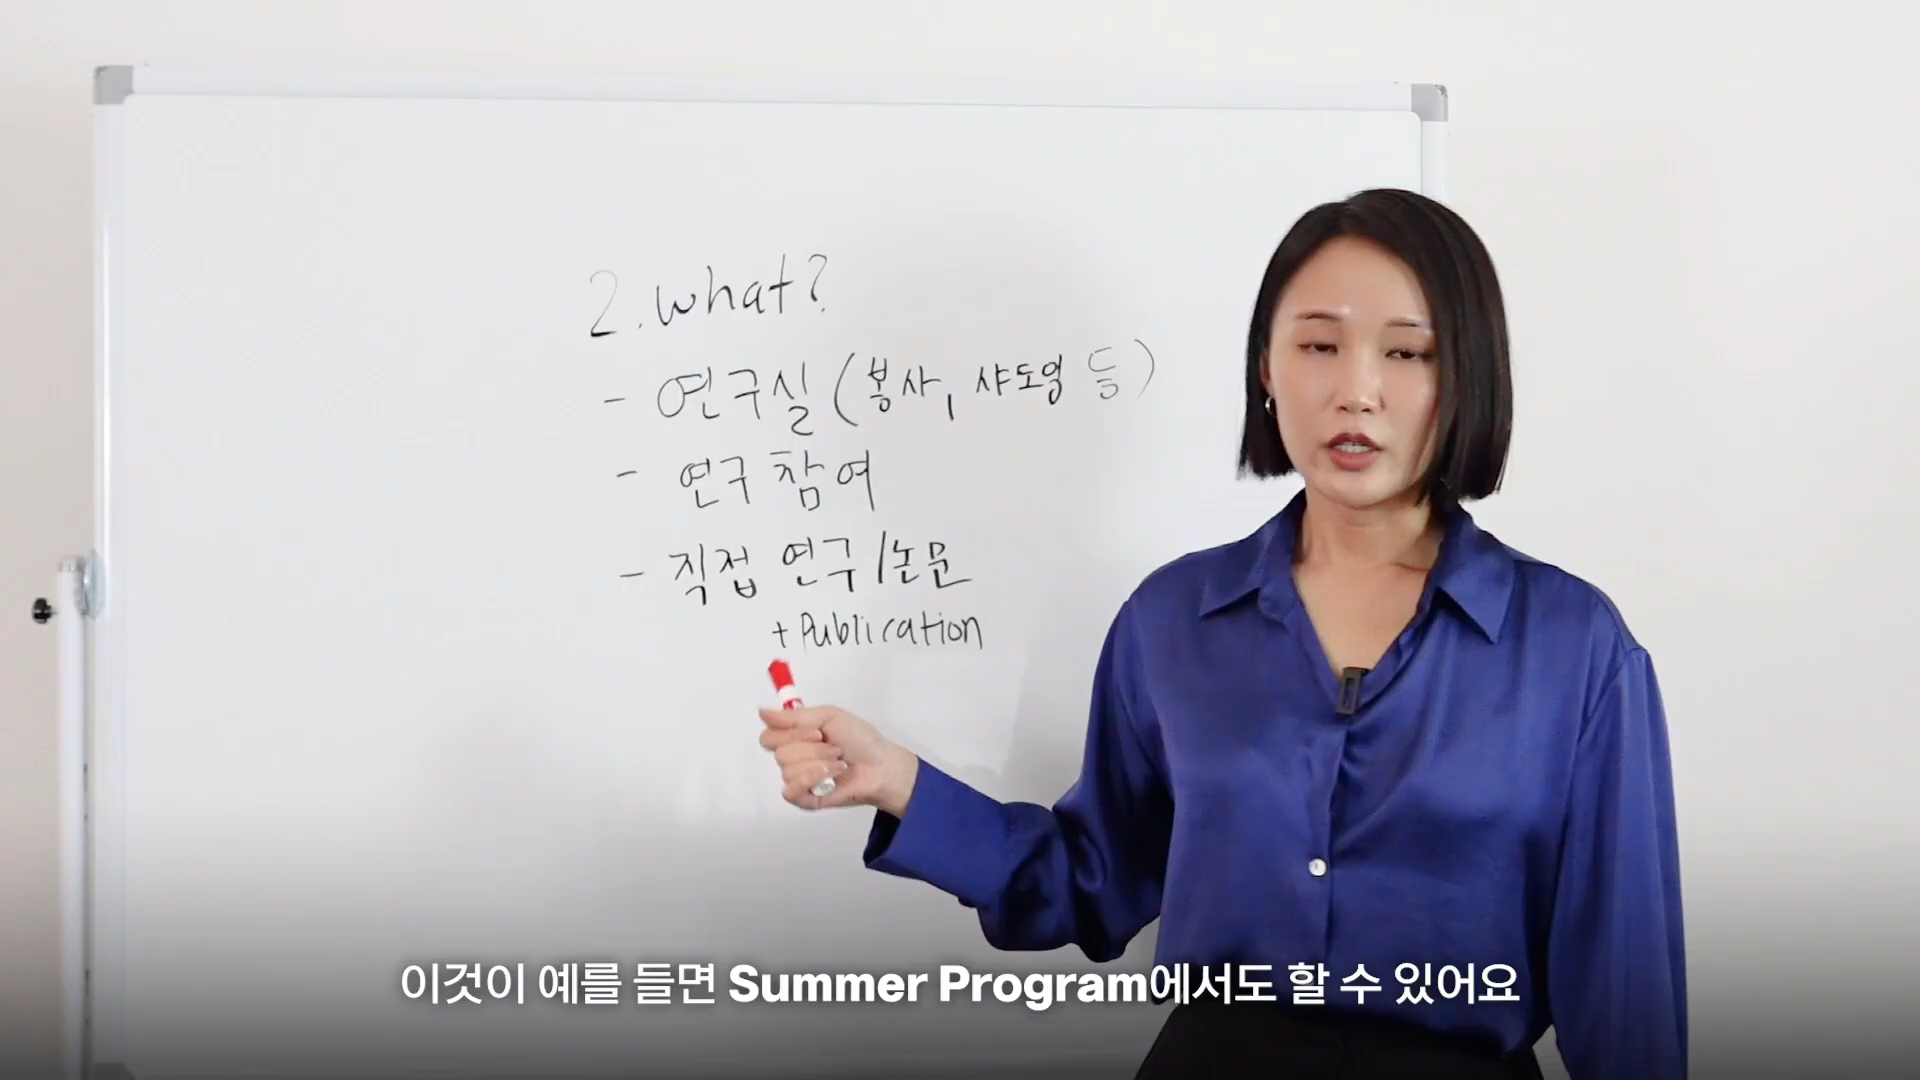 2. what?
- 연구실 (봉사, 샤도잉 등)
- 연구 참여
- 직접 연구/논문
+ Publication
이것이 예를 들면 Summer Program에서도 할 수 있어요